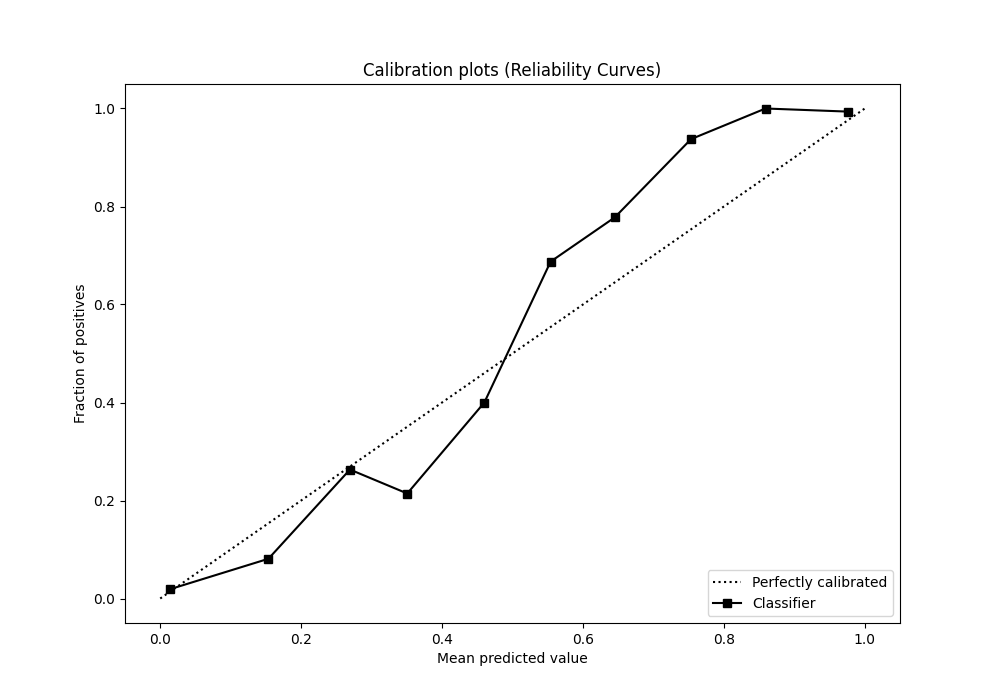 Calibration plots (Reliability Curves)
Fraction of positives
1.0
0.8
0.6
0.4
0.2
0.0
Perfectly calibrated
Classifier
0.0 0.2 0.4 0.6 0.8 1.0
Mean predicted value